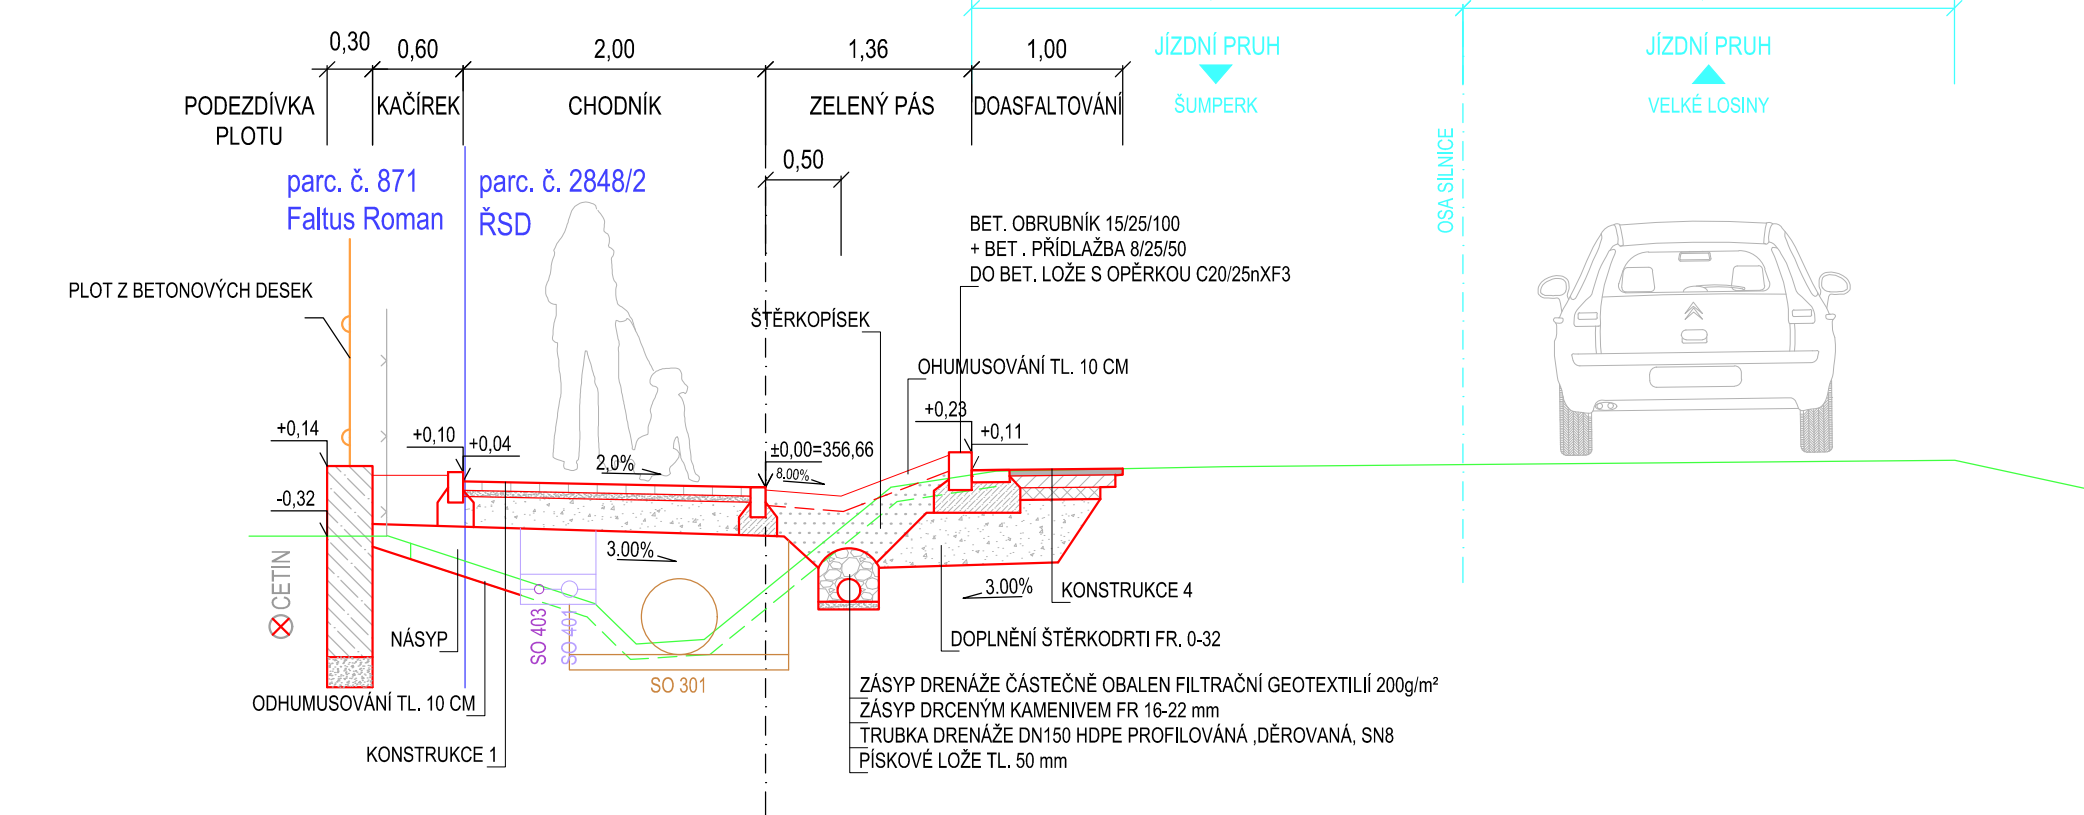 0,30
0,60
2,00
1,36
1,00
JÍZDNÍ PRUH
JÍZDNÍ PRUH
PODEZDÍVKA
PLOTU
KAČÍREK
CHODNÍK
ZELENÝ PÁS
DOASFALTOVÁNÍ
ŠUMPERK
VELKÉ LOSINY
OSA SILNICE
0,50
parc. č. 871
Faltus Roman
parc. č. 2848/2
ŘSD
BET. OBRUBNÍK 15/25/100
+ BET . PŘÍDLAŽBA 8/25/50
DO BET. LOŽE S OPĚRKOU C20/25nXF3
PLOT Z BETONOVÝCH DESEK
ŠTĚRKOPÍSEK
OHUMUSOVÁNÍ TL. 10 CM
+0,14
+0,10
+0,04
2,0%
±0,00=356,66
8.00%
+0,23
+0,11
-0,32
3.00%
3.00%
CETIN
SO 403
SO 401
SO 301
NÁSYP
KONSTRUKCE 4
DOPLNĚNÍ ŠTĚRKODRTI FR. 0-32
ODHUMUSOVÁNÍ TL. 10 CM
KONSTRUKCE 1
ZÁSYP DRENÁŽE ČÁSTEČNĚ OBALEN FILTRAČNÍ GEOTEXTILIÍ 200g/m²
ZÁSYP DRCENÝM KAMENIVEM FR 16-22 mm
TRUBKA DRENÁŽE DN150 HDPE PROFILOVÁNÁ ,DĚROVANÁ, SN8
PÍSKOVÉ LOŽE TL. 50 mm